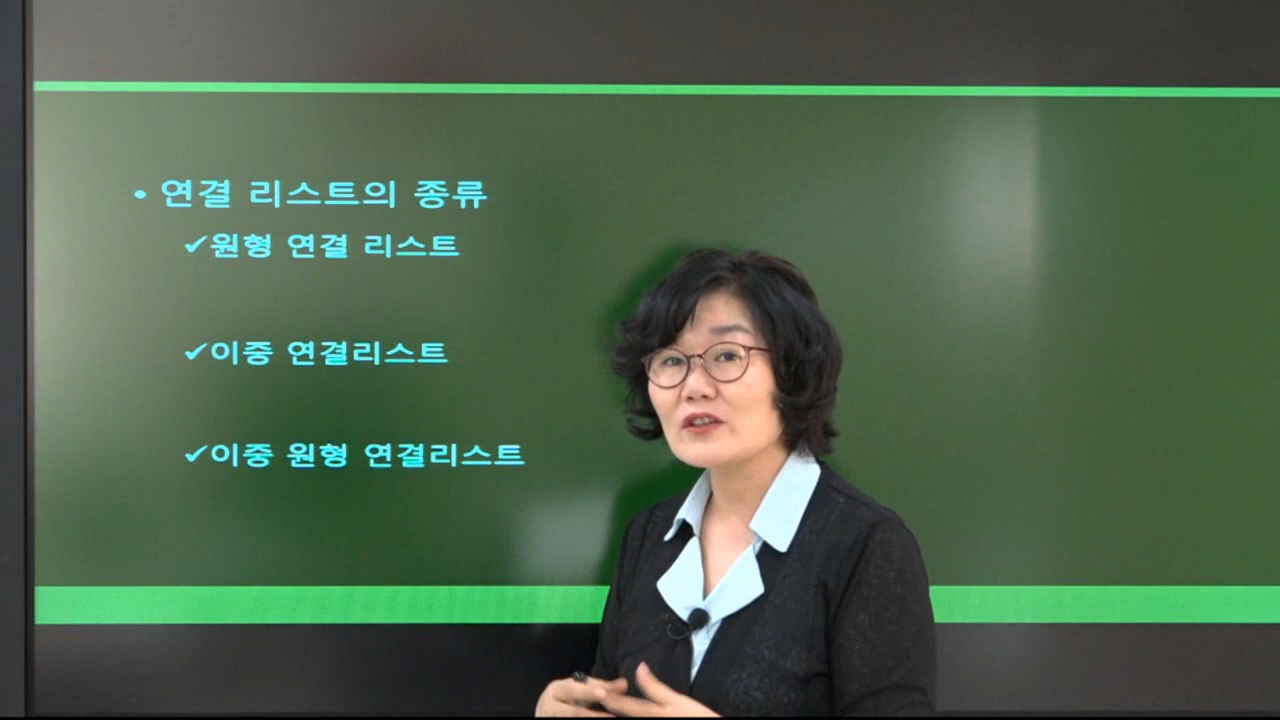 • 연결 리스트의 종류
✓원형 연결 리스트
✓이중 연결리스트
✓이중 원형 연결리스트